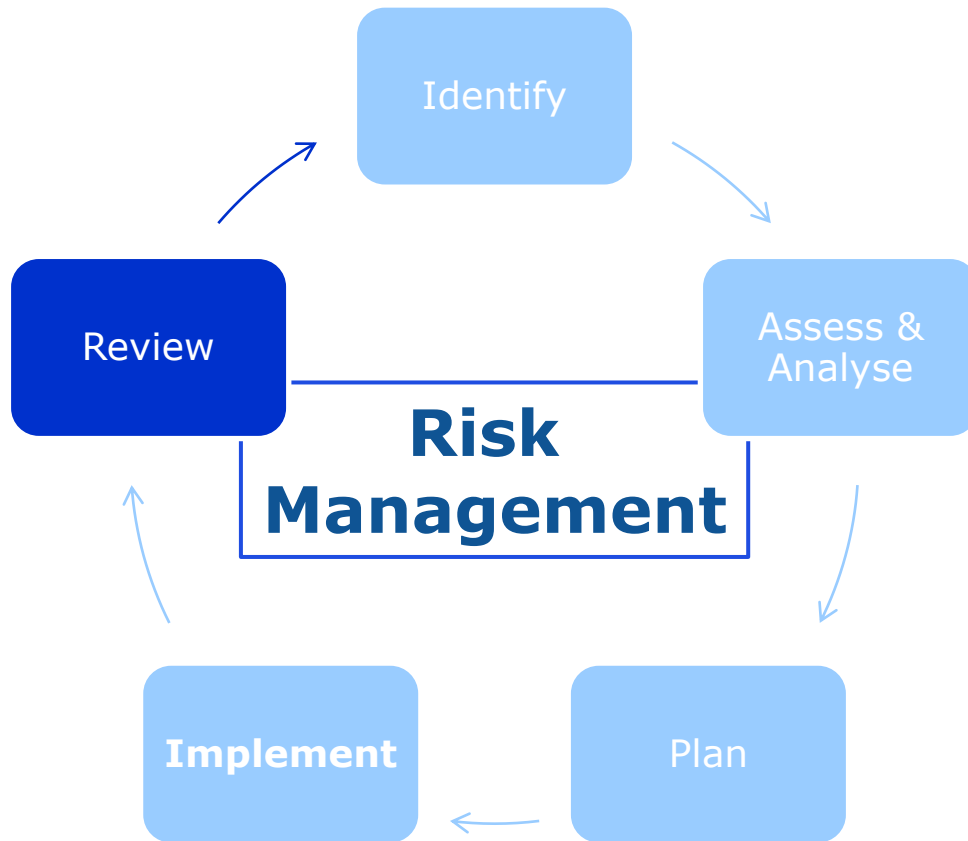 Identify
Assess &
Analyse
Review
Risk
Management
Implement
Plan